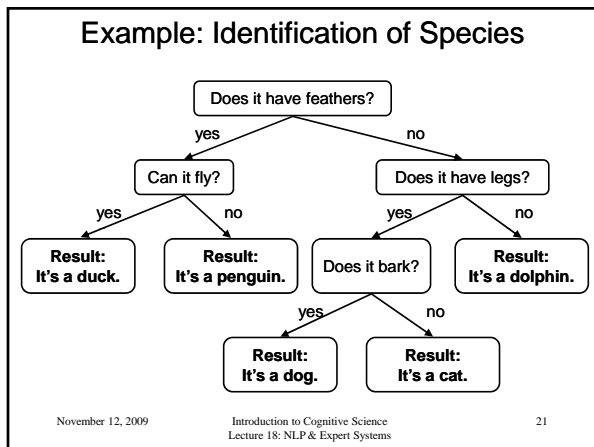 Example: Identification of Species
Does it have feathers?
yes
no
Can it fly?
Does it have legs?
yes
no
yes
no
Result:
It's a duck.
Result:
It's a penguin.
Does it bark?
Result:
It's a dolphin.
yes
no
Result:
It's a dog.
Result:
It's a cat.
November 12, 2009
Introduction to Cognitive Science
Lecture 18: NLP & Expert Systems
21